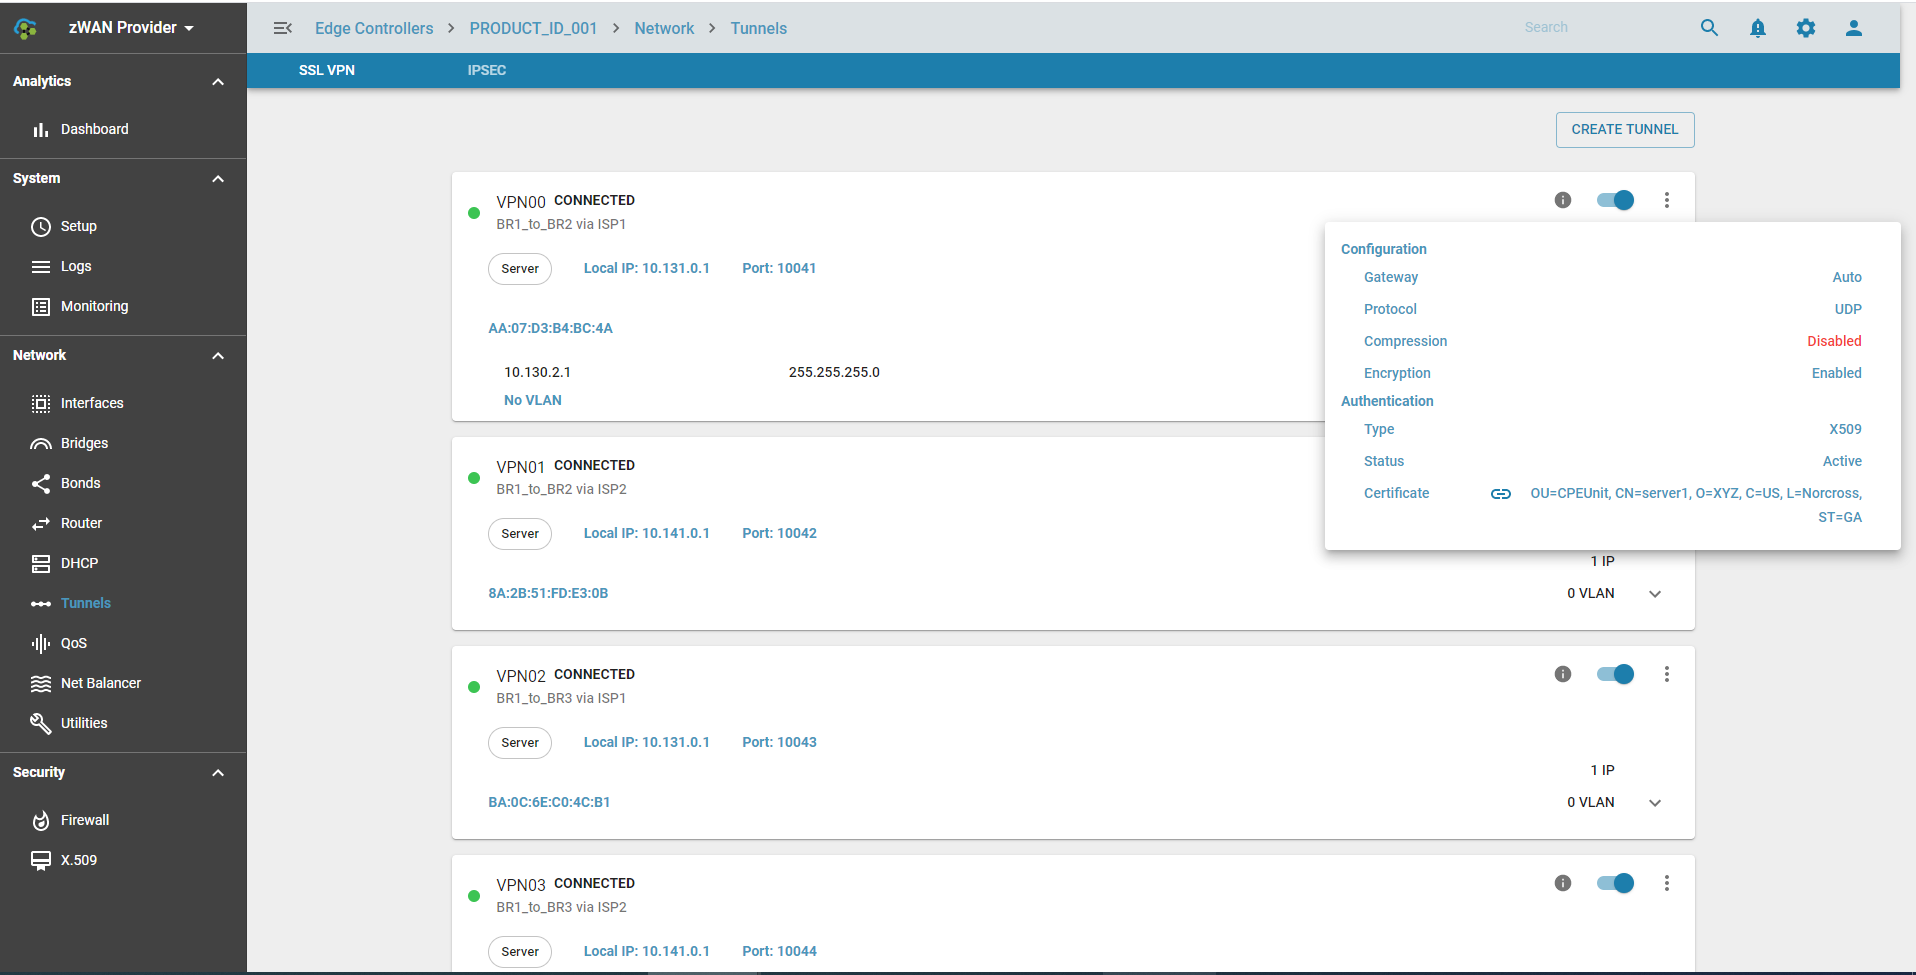 zWAN Provider
Edge Controllers > PRODUCT_ID_001 > Network > Tunnels
Search
SSL VPN
IPSEC
Analytics
Dashboard
System
Setup
Logs
Monitoring
Network
Interfaces
Bridges
Bonds
Router
DHCP
Tunnels
QoS
Net Balancer
Utilities
Security
Firewall
X.509
CREATE TUNNEL
VPN00 CONNECTED
BR1_to_BR2 via ISP1
Server Local IP: 10.131.0.1 Port: 10041
AA:07:D3:B4:BC:4A
10.130.2.1 255.255.255.0
No VLAN
Configuration
Gateway Auto
Protocol UDP
Compression Disabled
Encryption Enabled
Authentication
Type X509
Status Active
Certificate OU=CPEUnit, CN=server1, O=XYZ, C=US, L=Norcross,
ST=GA
VPN01 CONNECTED
BR1_to_BR2 via ISP2
Server Local IP: 10.141.0.1 Port: 10042
1 IP
8A:2B:51:FD:E3:0B 0 VLAN
VPN02 CONNECTED
BR1_to_BR3 via ISP1
Server Local IP: 10.131.0.1 Port: 10043
1 IP
BA:0C:6E:C0:4C:B1 0 VLAN
VPN03 CONNECTED
BR1_to_BR3 via ISP2
Server Local IP: 10.141.0.1 Port: 10044